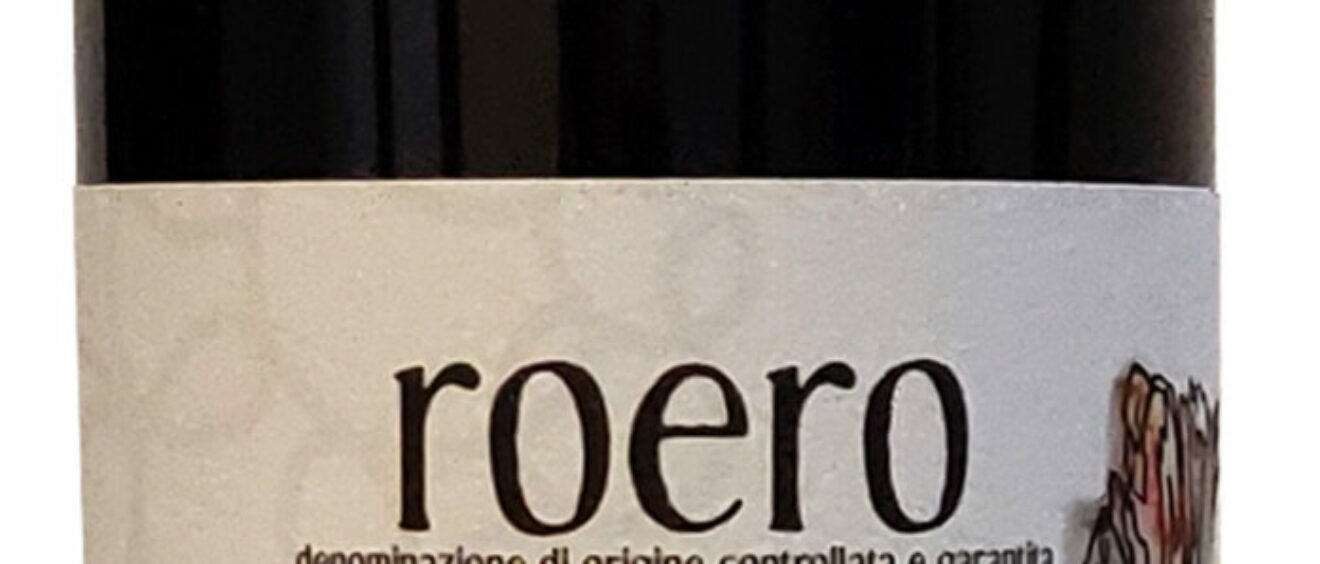 roero
denominazione di origine controllata e garantita